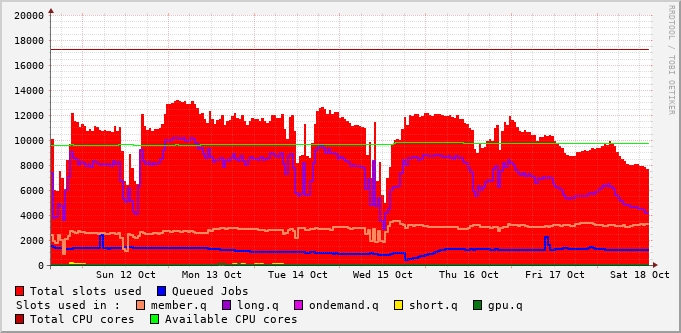 20000
18000
16000
14000
12000
10000
8000
6000
4000
2000
0
Sun 12 Oct Mon 13 Oct Tue 14 Oct Wed 15 Oct Thu 16 Oct Fri 17 Oct Sat 18 Oct
RRDTOOL / TOBI OETIKER
Total slots used Queued Jobs
Slots used in : member.q long.q ondemand.q short.q gpu.q
Total CPU cores Available CPU cores